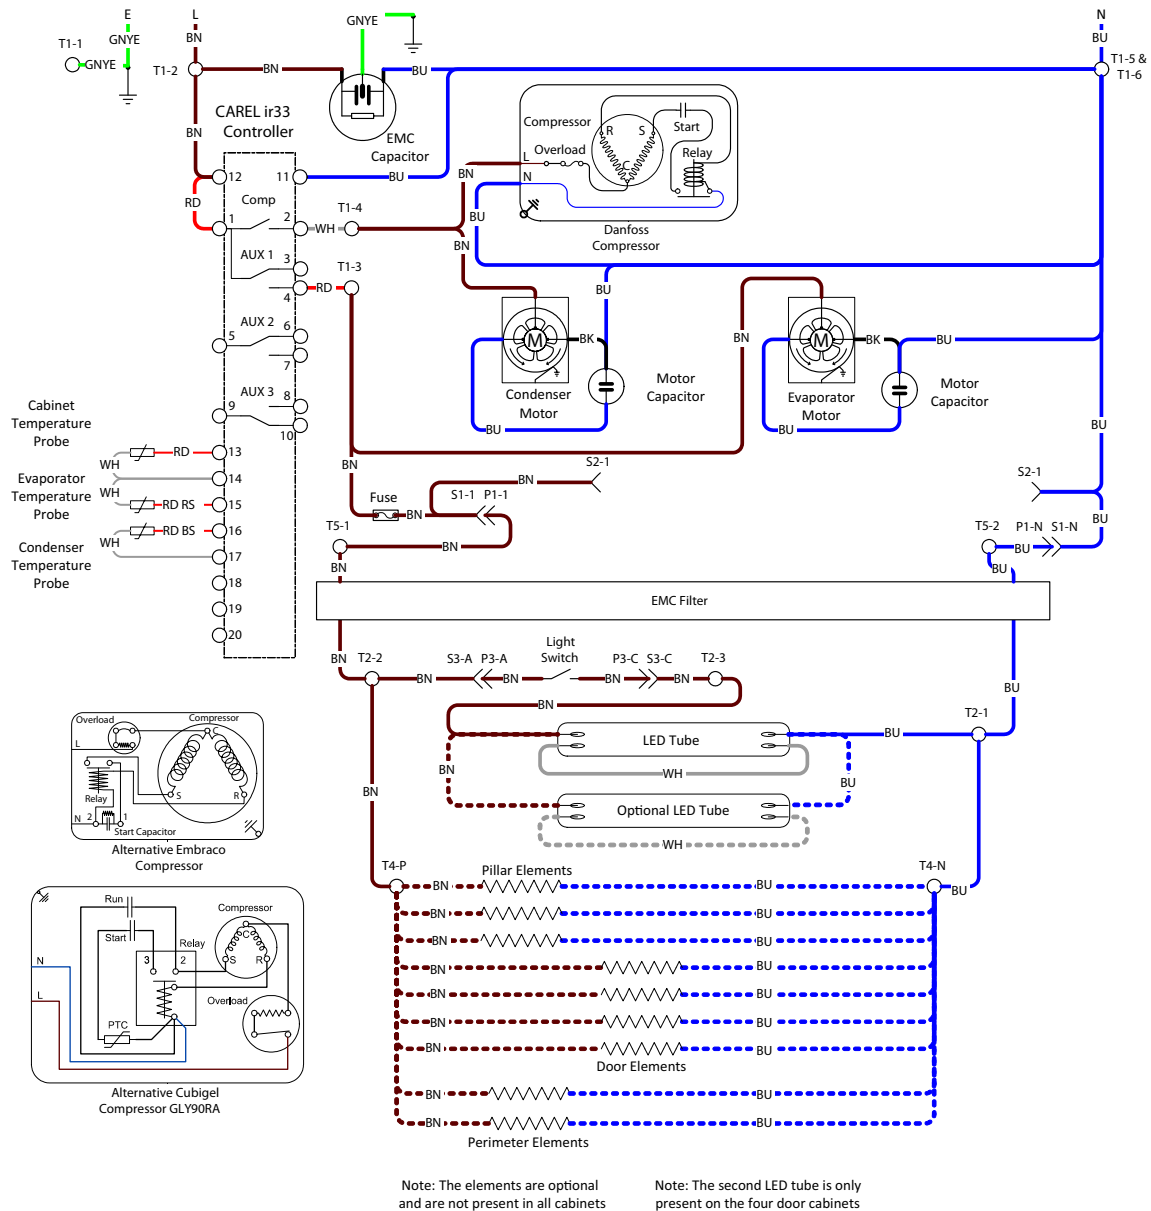 E
L
GNYE
N
GNYE
BN
BU
T1-1
GNYE
T1-2
BN
BU
T1-5 &
T1-6
CAREL ir33
Controller
BN
EMC
Capacitor
Compressor
R
S
Start
Overload
C
Relay
L
N
Danfoss
Compressor
12
11
BU
BN
RD
Comp
1
2
WH
T1-4
BU
BN
AUX 1
3
4
RD
T1-3
BU
AUX 2
5
6
7
BN
M
BK
Condenser
Motor
Motor
Capacitor
BU
M
BK
BU
Evaporator
Motor
Motor
Capacitor
BU
AUX 3
8
9
10
BU
Cabinet
Temperature
Probe
RD
13
WH
14
Evaporator
Temperature
Probe
WH
RD RS
15
RD BS
16
Condenser
Temperature
Probe
WH
17
18
19
20
BN
BN
S2-1
S2-1
Fuse
BN
S1-1
P1-1
T5-1
BN
BN
T5-2
P1-N
S1-N
BU
BU
BU
EMC Filter
BN
T2-2
BN
S3-A
P3-A
BN
Light
Switch
BN
P3-C
S3-C
BN
T2-3
BU
BN
LED Tube
BU
T2-1
WH
BN
BU
BN
Optional LED Tube
WH
Overload
Compressor
C
L
Relay
S
R
N
2
1
Start Capacitor
Alternative Embraco
Compressor
T4-P
T4-N
BN
Pillar Elements
BU
BU
BN
BU
BN
BU
BN
BU
BN
BU
BN
BU
BN
BU
Door Elements
BN
BU
BN
BU
Perimeter Elements
Run
Start
Compressor
C
S
R
Relay
3
2
N
L
Overload
PTC
Alternative Cubigel
Compressor GLY90RA
Note: The elements are optional
and are not present in all cabinets
Note: The second LED tube is only
present on the four door cabinets